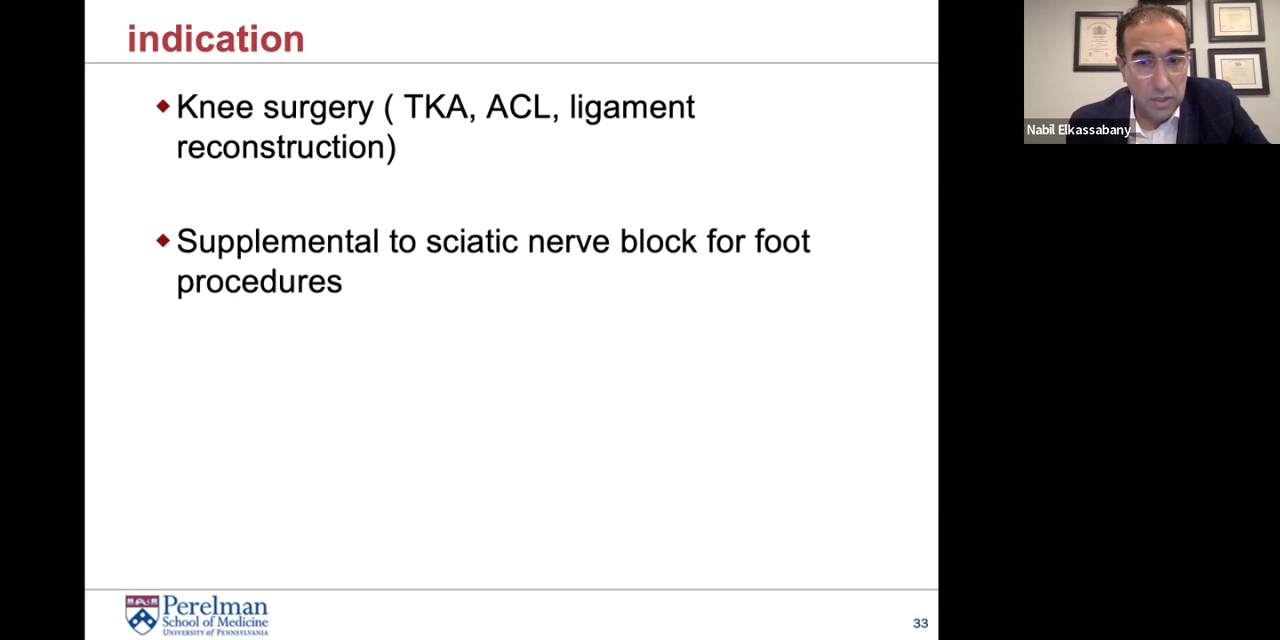 indication
Knee surgery ( TKA, ACL, ligament
reconstruction)
Supplemental to sciatic nerve block for foot
procedures
Perelman
School of Medicine
UNIVERSITY of PENNSYLVANIA
33
Nabil Elkassabany